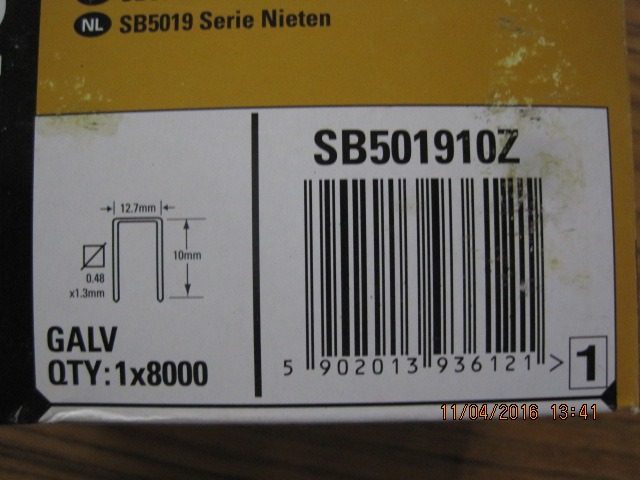 NL SB5019 Serie Nieten
SB501910Z
12.7mm
10mm
0.48
x1.3mm
GALV
QTY: 1x8000
5 902013 936121 > 1
11/04/2016 13:41